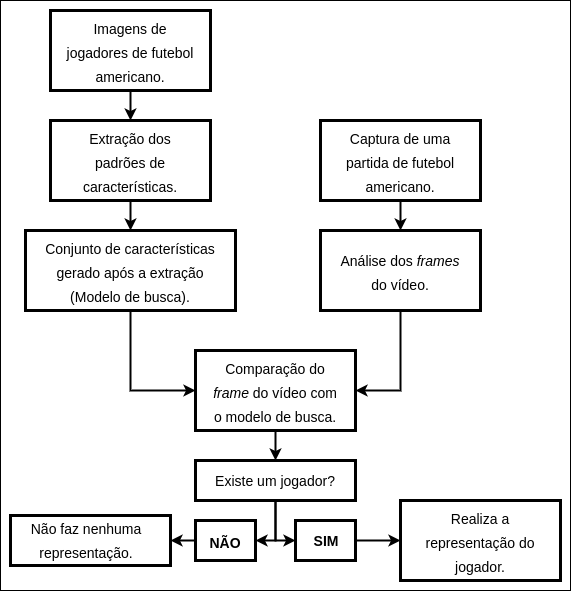 Imagens de
jogadores de futebol
americano.
Extração dos
padrões de
características.
Captura de uma
partida de futebol
americano.
Conjunto de características
gerado após a extração
(Modelo de busca).
Análise dos frames
do vídeo.
Comparação do
frame do vídeo com
o modelo de busca.
Existe um jogador?
Não faz nenhuma
representação.
NÃO
SIM
Realiza a
representação do
jogador.